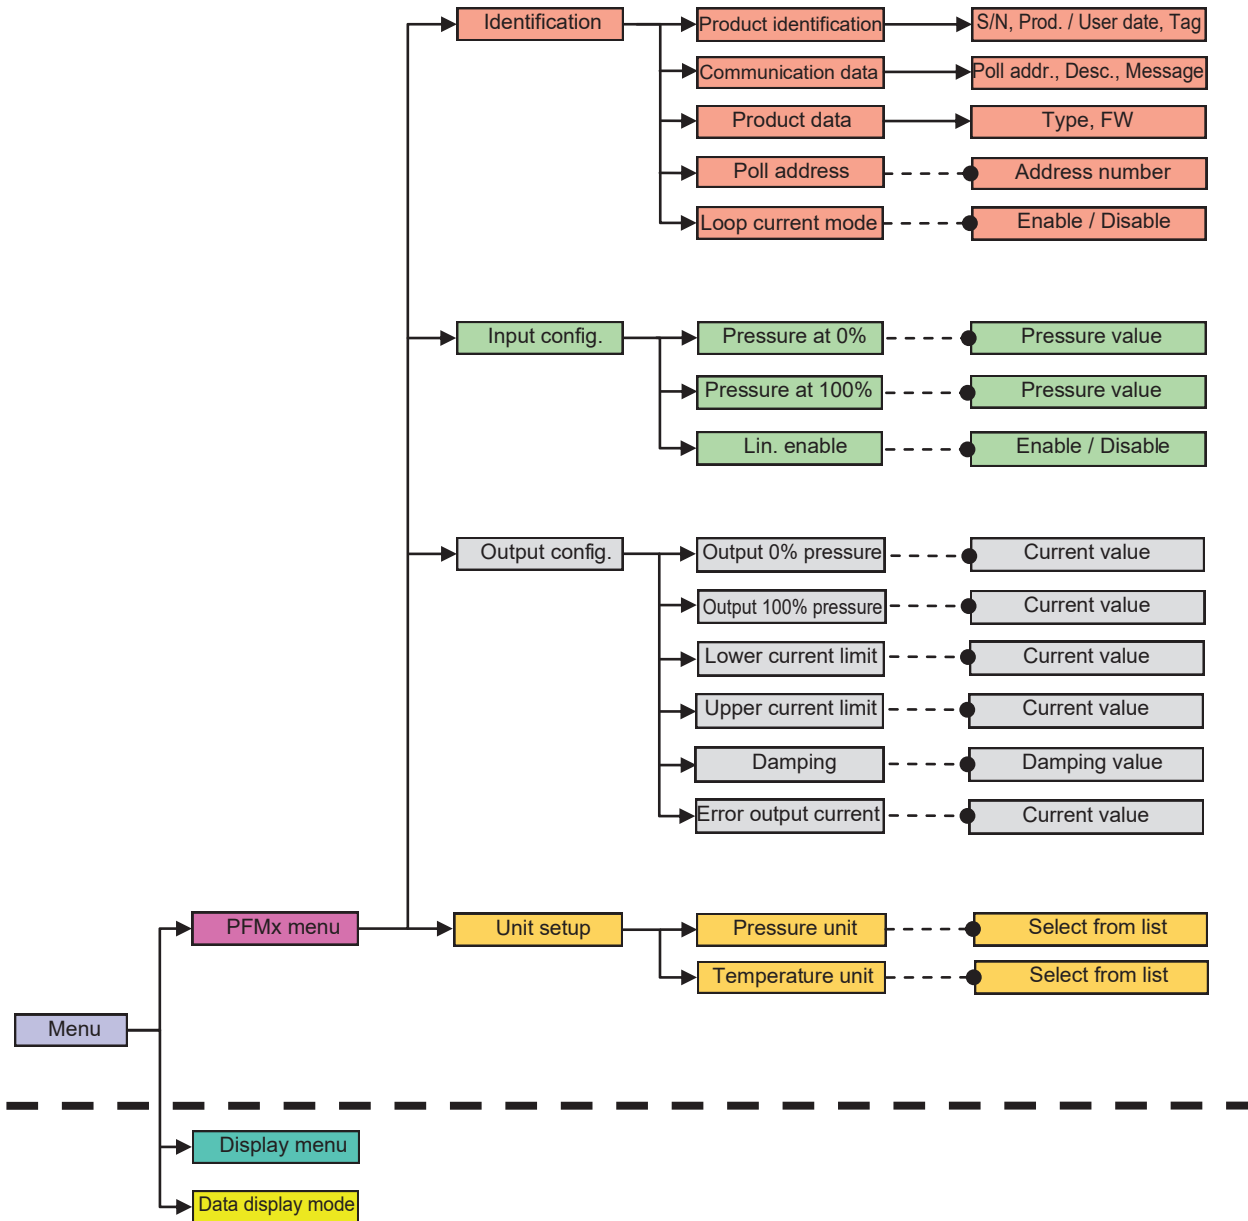 Identification
Product identification
S/N, Prod. / User date, Tag
Communication data
Poll addr., Desc., Message
Product data
Type, FW
Poll address
Address number
Loop current mode
Enable / Disable
Input config.
Pressure at 0%
Pressure value
Pressure at 100%
Pressure value
Lin. enable
Enable / Disable
Output config.
Output 0% pressure
Current value
Output 100% pressure
Current value
Lower current limit
Current value
Upper current limit
Current value
Damping
Damping value
Error output current
Current value
PFMx menu
Unit setup
Pressure unit
Select from list
Temperature unit
Select from list
Menu
Display menu
Data display mode